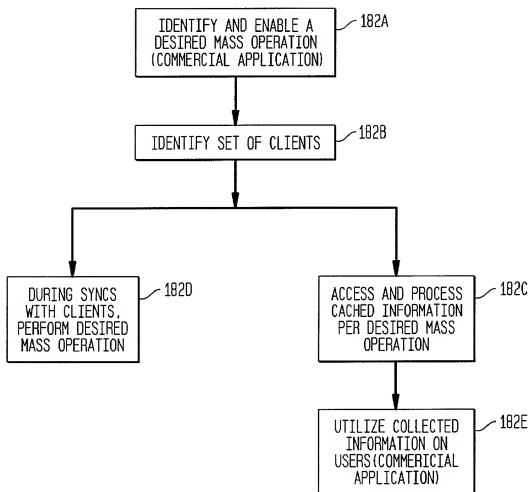 IDENTIFY AND ENABLE A
DESIRED MASS OPERATION
(COMMERCIAL APPLICATION)
182A
IDENTIFY SET OF CLIENTS
182B
DURING SYNCS
WITH CLIENTS,
PERFORM DESIRED
MASS OPERATION
182D
ACCESS AND PROCESS
CACHED INFORMATION
PER DESIRED MASS
OPERATION
182C
UTILIZE COLLECTED
INFORMATION ON
USERS(COMMERICIAL
APPLICATION)
182E